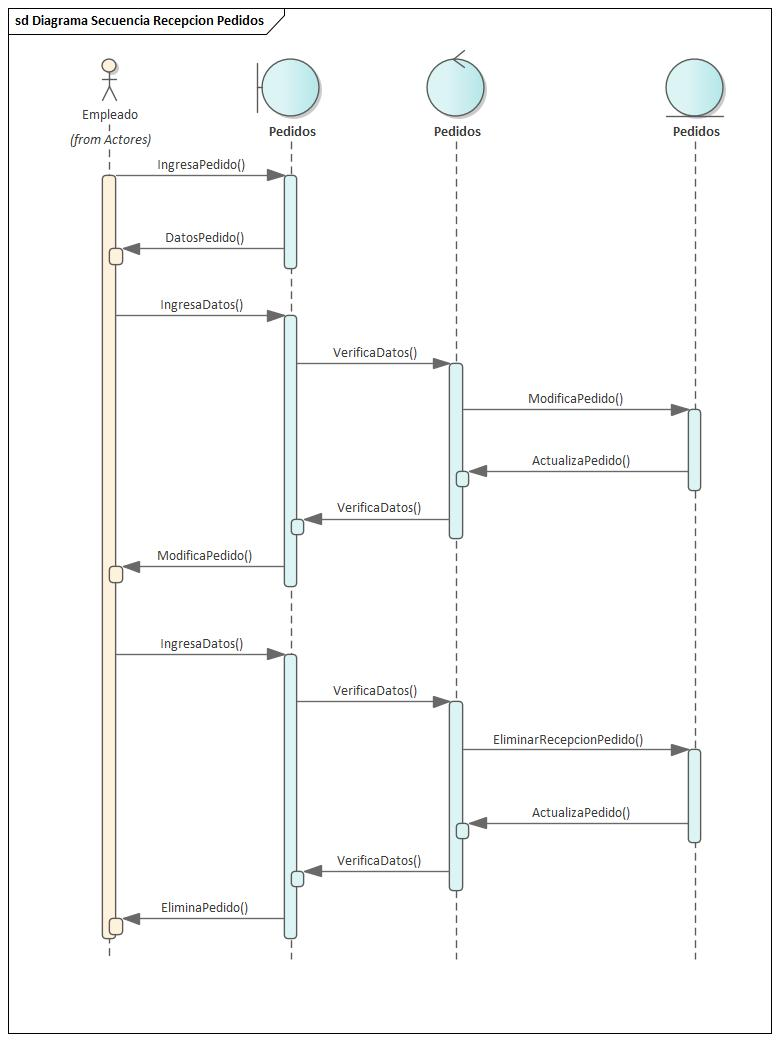 sd Diagrama Secuencia Recepcion Pedidos
Empleado
(from Actores)
Pedidos
Pedidos
Pedidos
IngresaPedido()
DatosPedido()
IngresaDatos()
VerificaDatos()
ModificaPedido()
ActualizaPedido()
VerificaDatos()
ModificaPedido()
IngresaDatos()
VerificaDatos()
EliminarRecepcionPedido()
ActualizaPedido()
VerificaDatos()
EliminaPedido()